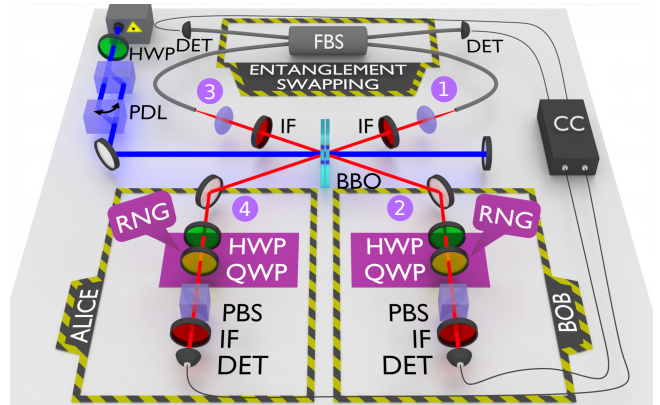 HWP
DET
FBS
DET
ENTANGLEMENT
SWAPPING
PDL
3
1
IF
IF
CC
BBO
4
2
RNG
HWP
QWP
RNG
HWP
QWP
ALICE
PBS
IF
DET
PBS
IF
DET
BOB